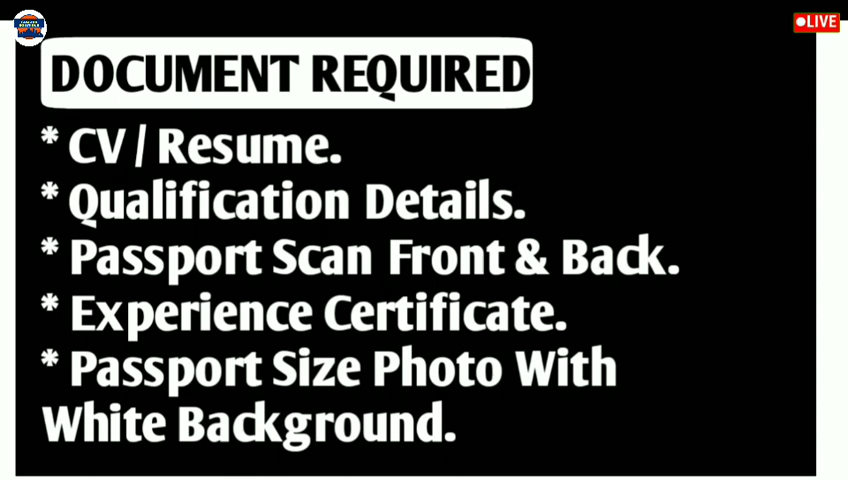 LIVE
DOCUMENT REQUIRED
* CV / Resume.
* Qualification Details.
* Passport Scan Front & Back.
* Experience Certificate.
* Passport Size Photo With
White Background.